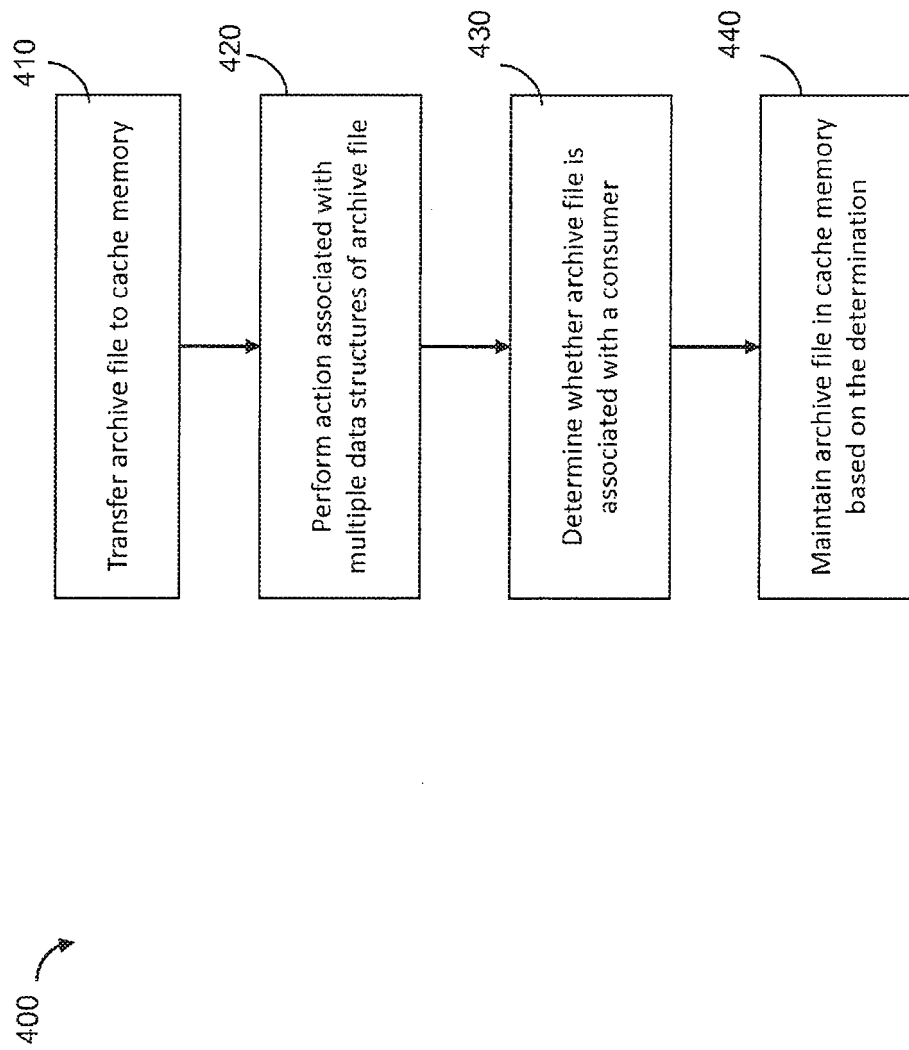 400
410
Transfer archive file to cache memory
420
Perform action associated with
multiple data structures of archive file
430
Determine whether archive file is
associated with a consumer
440
Maintain archive file in cache memory
based on the determination